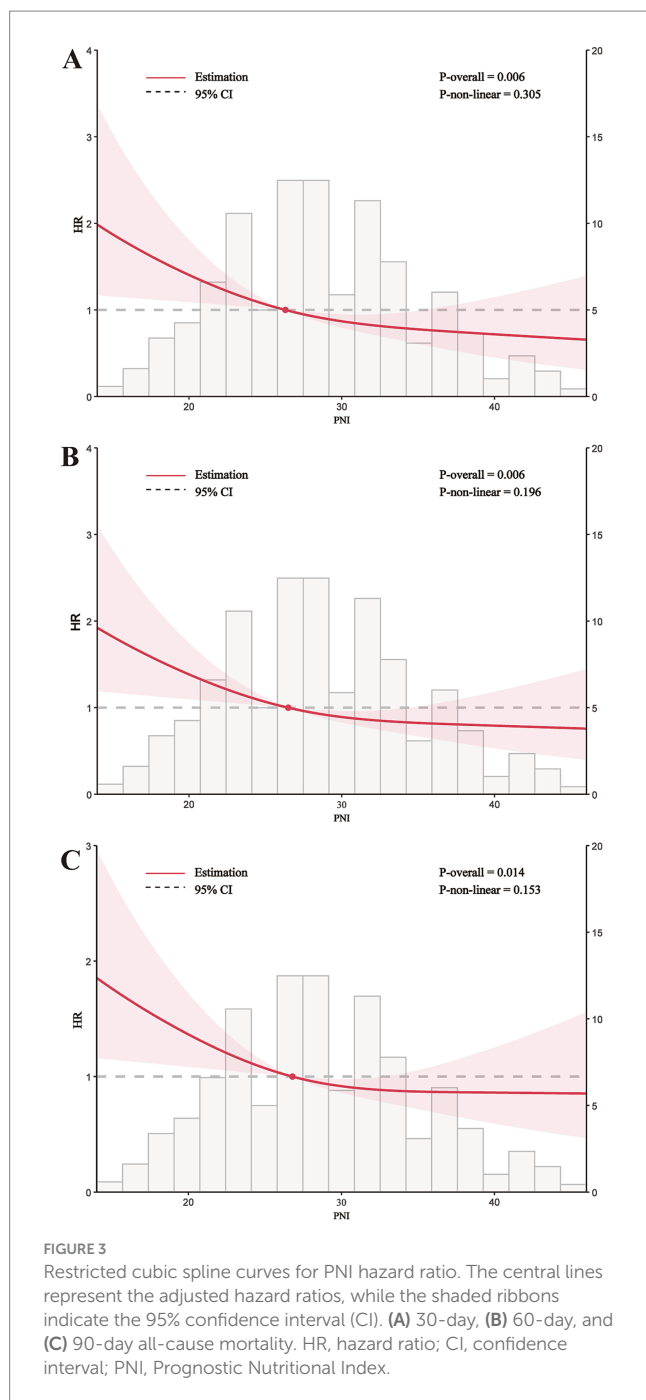 A
Estimation
95% CI
P-overall = 0.006
P-non-linear = 0.305
HR
4
3
2
1
0
20
15
10
5
0
20
30
40
PNI
B
Estimation
95% CI
P-overall = 0.006
P-non-linear = 0.196
HR
4
3
2
1
0
20
15
10
5
0
20
30
40
PNI
C
Estimation
95% CI
P-overall = 0.014
P-non-linear = 0.153
HR
3
2
1
0
20
15
10
5
0
20
30
40
PNI
FIGURE 3
Restricted cubic spline curves for PNI hazard ratio. The central lines
represent the adjusted hazard ratios, while the shaded ribbons
indicate the 95% confidence interval (CI). (A) 30-day, (B) 60-day, and
(C) 90-day all-cause mortality. HR, hazard ratio; CI, confidence
interval; PNI, Prognostic Nutritional Index.